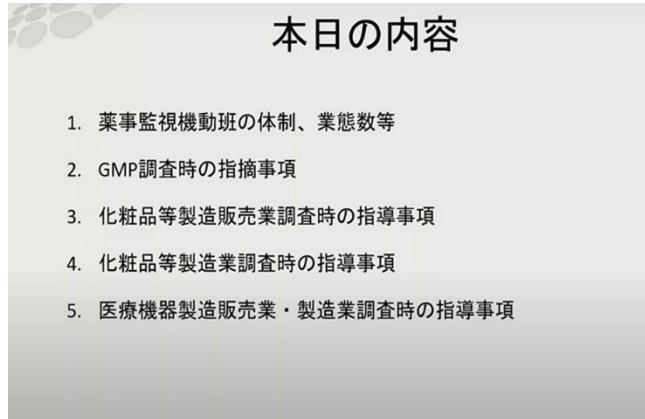 本日の内容
1. 薬事監視機動班の体制、業態数等
2. GMP調査時の指摘事項
3. 化粧品等製造販売業調査時の指導事項
4. 化粧品等製造業調査時の指導事項
5. 医療機器製造販売業・製造業調査時の指導事項